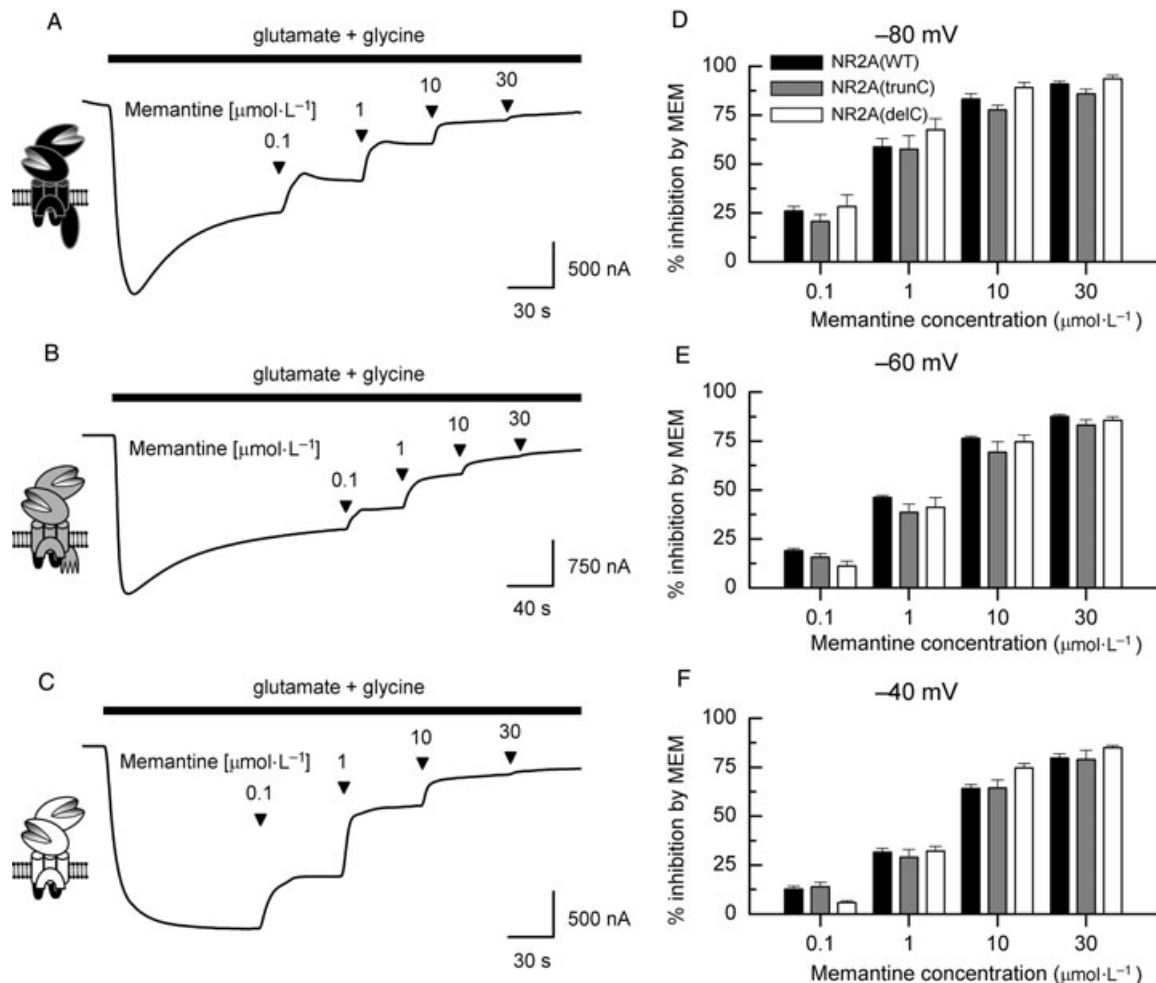 A
glutamate + glycine
Memantine [μmol·L⁻¹]
0.1
1
10
30
500 nA
30 s
B
glutamate + glycine
Memantine [μmol·L⁻¹]
0.1
1
10
30
750 nA
40 s
C
glutamate + glycine
Memantine [μmol·L⁻¹]
0.1
1
10
30
500 nA
30 s
D
–80 mV
NR2A(WT)
NR2A(trunC)
NR2A(delC)
% inhibition by MEM
100
75
50
25
0
0.1 1 10 30
Memantine concentration (μmol·L⁻¹)
E
–60 mV
% inhibition by MEM
100
75
50
25
0
0.1 1 10 30
Memantine concentration (μmol·L⁻¹)
F
–40 mV
% inhibition by MEM
100
75
50
25
0
0.1 1 10 30
Memantine concentration (μmol·L⁻¹)